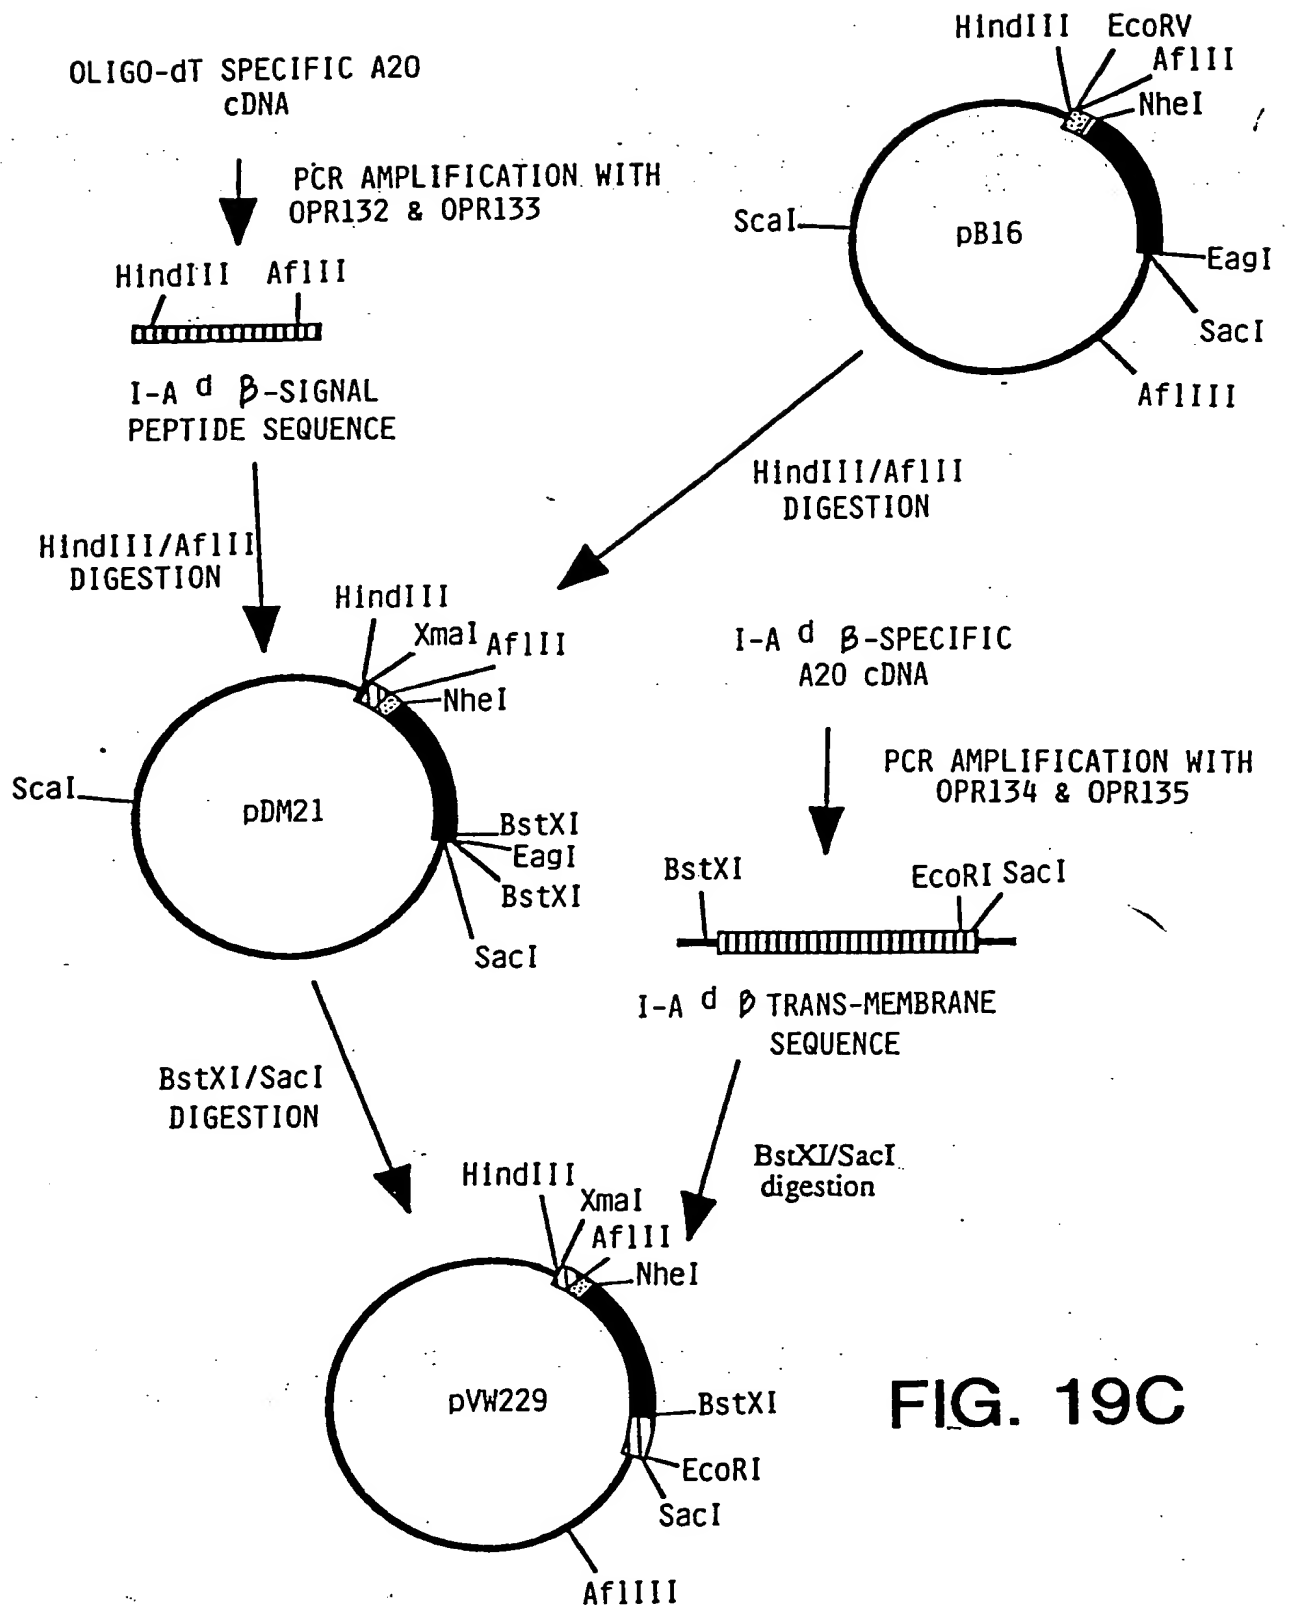 OLIGO-dT SPECIFIC A20
cDNA
PCR AMPLIFICATION WITH
OPR132 & OPR133
HindIII AflII
I-A d β-SIGNAL
PEPTIDE SEQUENCE
HindIII/AflII
DIGESTION
HindIII EcoRV
AflII
NheI
ScaI
pB16
EagI
SacI
AflIII
HindIII/AflII
DIGESTION
HindIII
XmaI AflII
NheI
ScaI
pDM21
BstXI
EagI
BstXI
SacI
I-A d β-SPECIFIC
A20 cDNA
PCR AMPLIFICATION WITH
OPR134 & OPR135
BstXI
EcoRI SacI
I-A d β TRANS-MEMBRANE
SEQUENCE
BstXI/SacI
DIGESTION
BstXI/SacI
digestion
HindIII
XmaI
AflII
NheI
pVW229
BstXI
EcoRI
SacI
AflIII
FIG. 19C